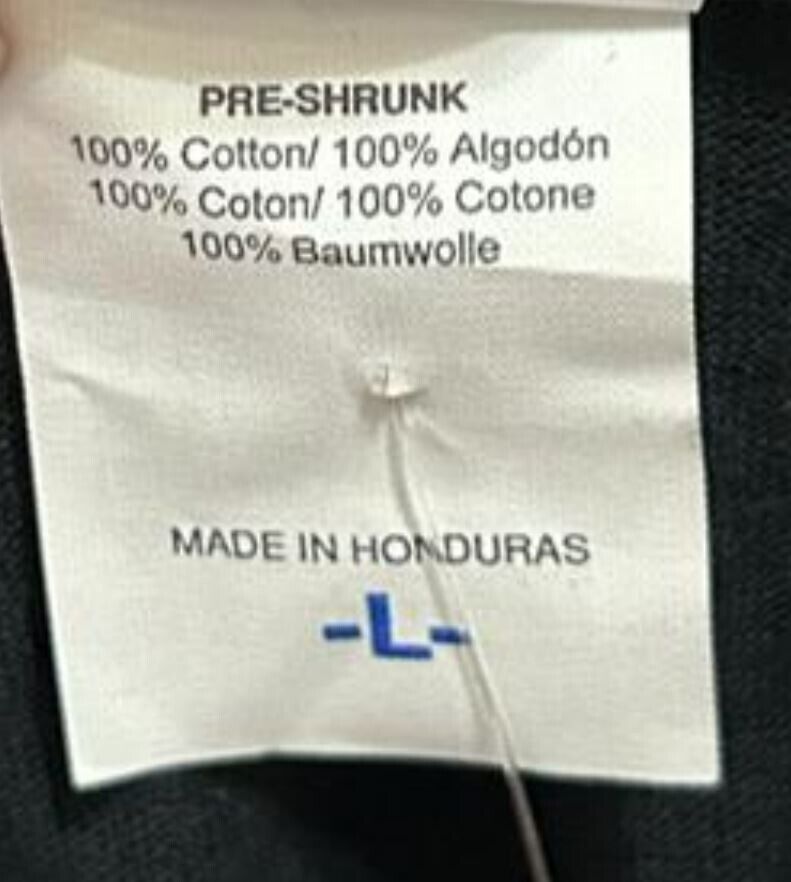 PRE-SHRUNK
100% Cotton/ 100% Algodón
100% Coton/ 100% Cotone
100% Baumwolle
MADE IN HONDURAS
-L-